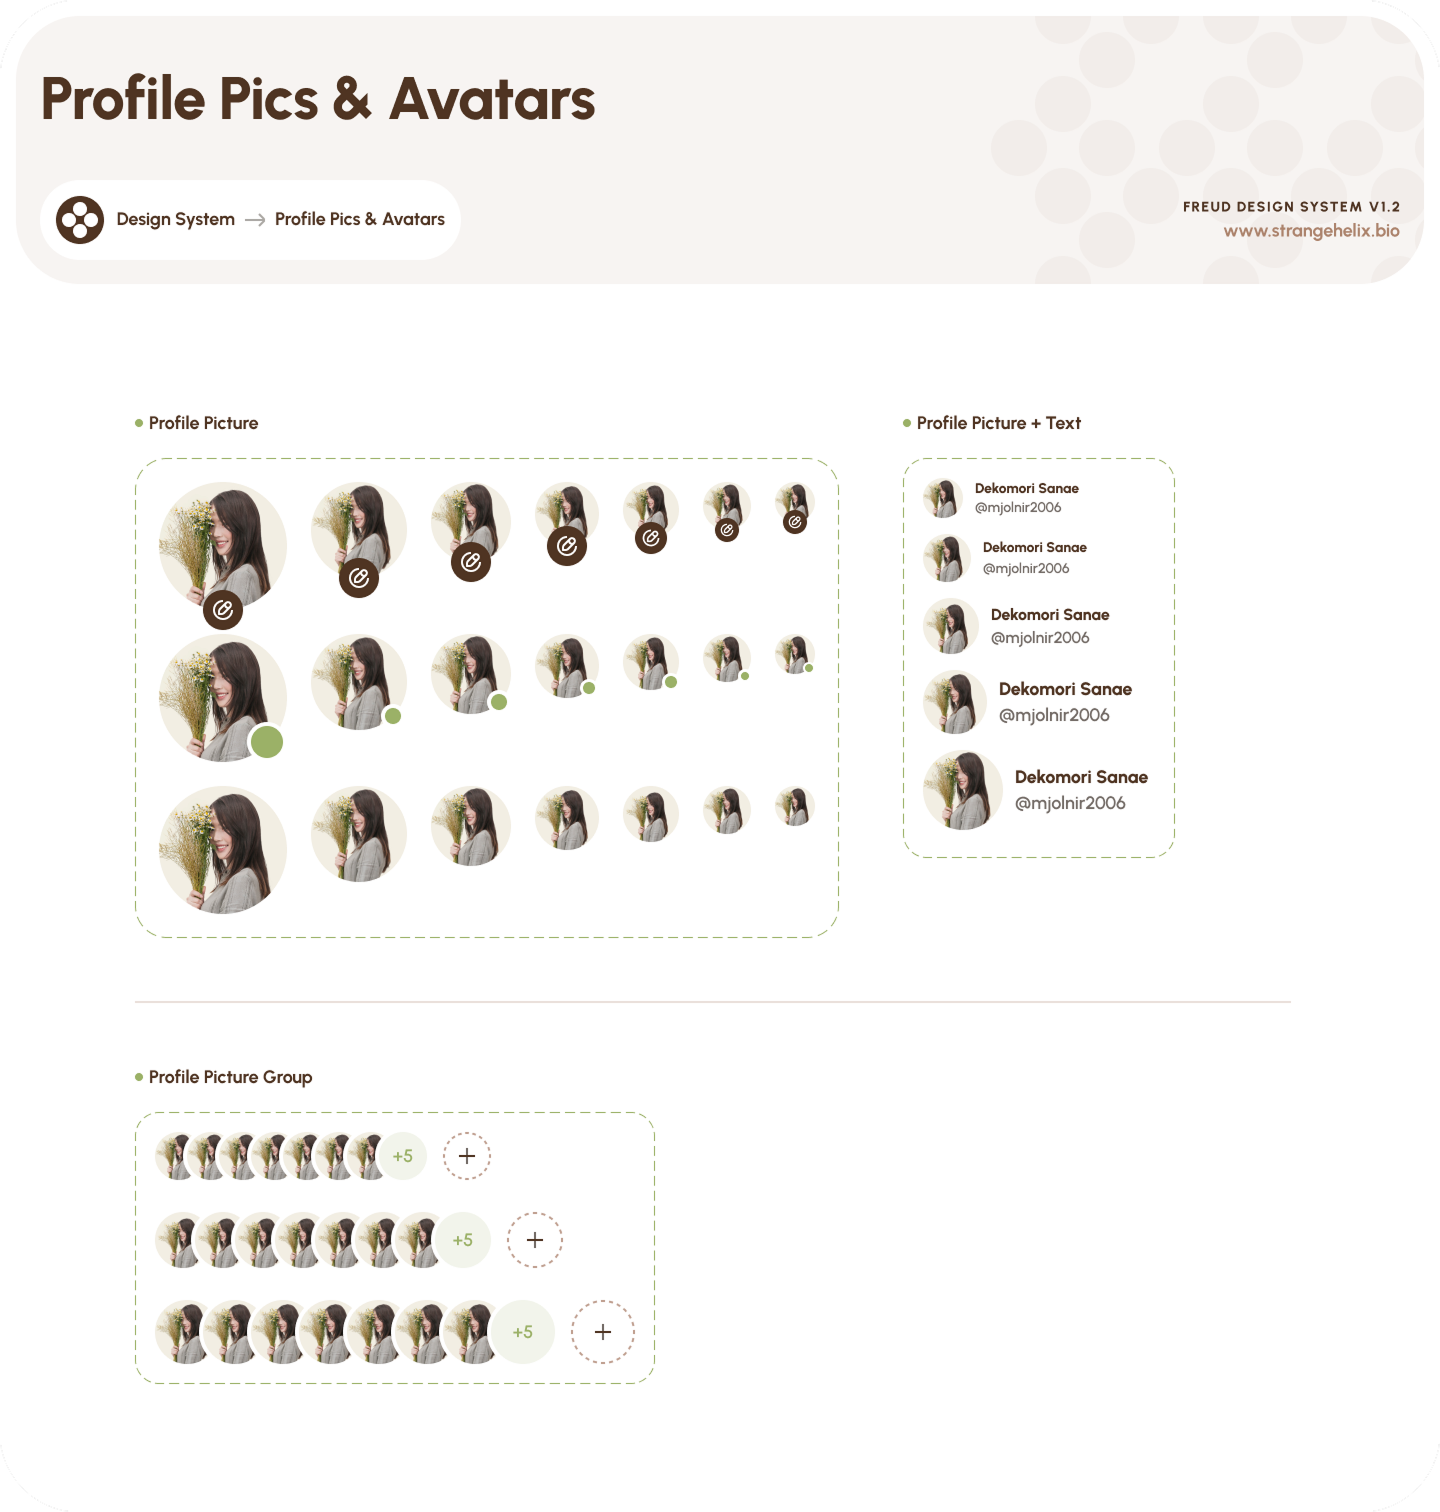 Profile Pics & Avatars
Design System → Profile Pics & Avatars
FREUD DESIGN SYSTEM V1.2
www.strangehelix.bio
Profile Picture
Profile Picture + Text
Dekomori Sanae
@mjolnir2006
Dekomori Sanae
@mjolnir2006
Dekomori Sanae
@mjolnir2006
Dekomori Sanae
@mjolnir2006
Dekomori Sanae
@mjolnir2006
Profile Picture Group
+5
+5
+5